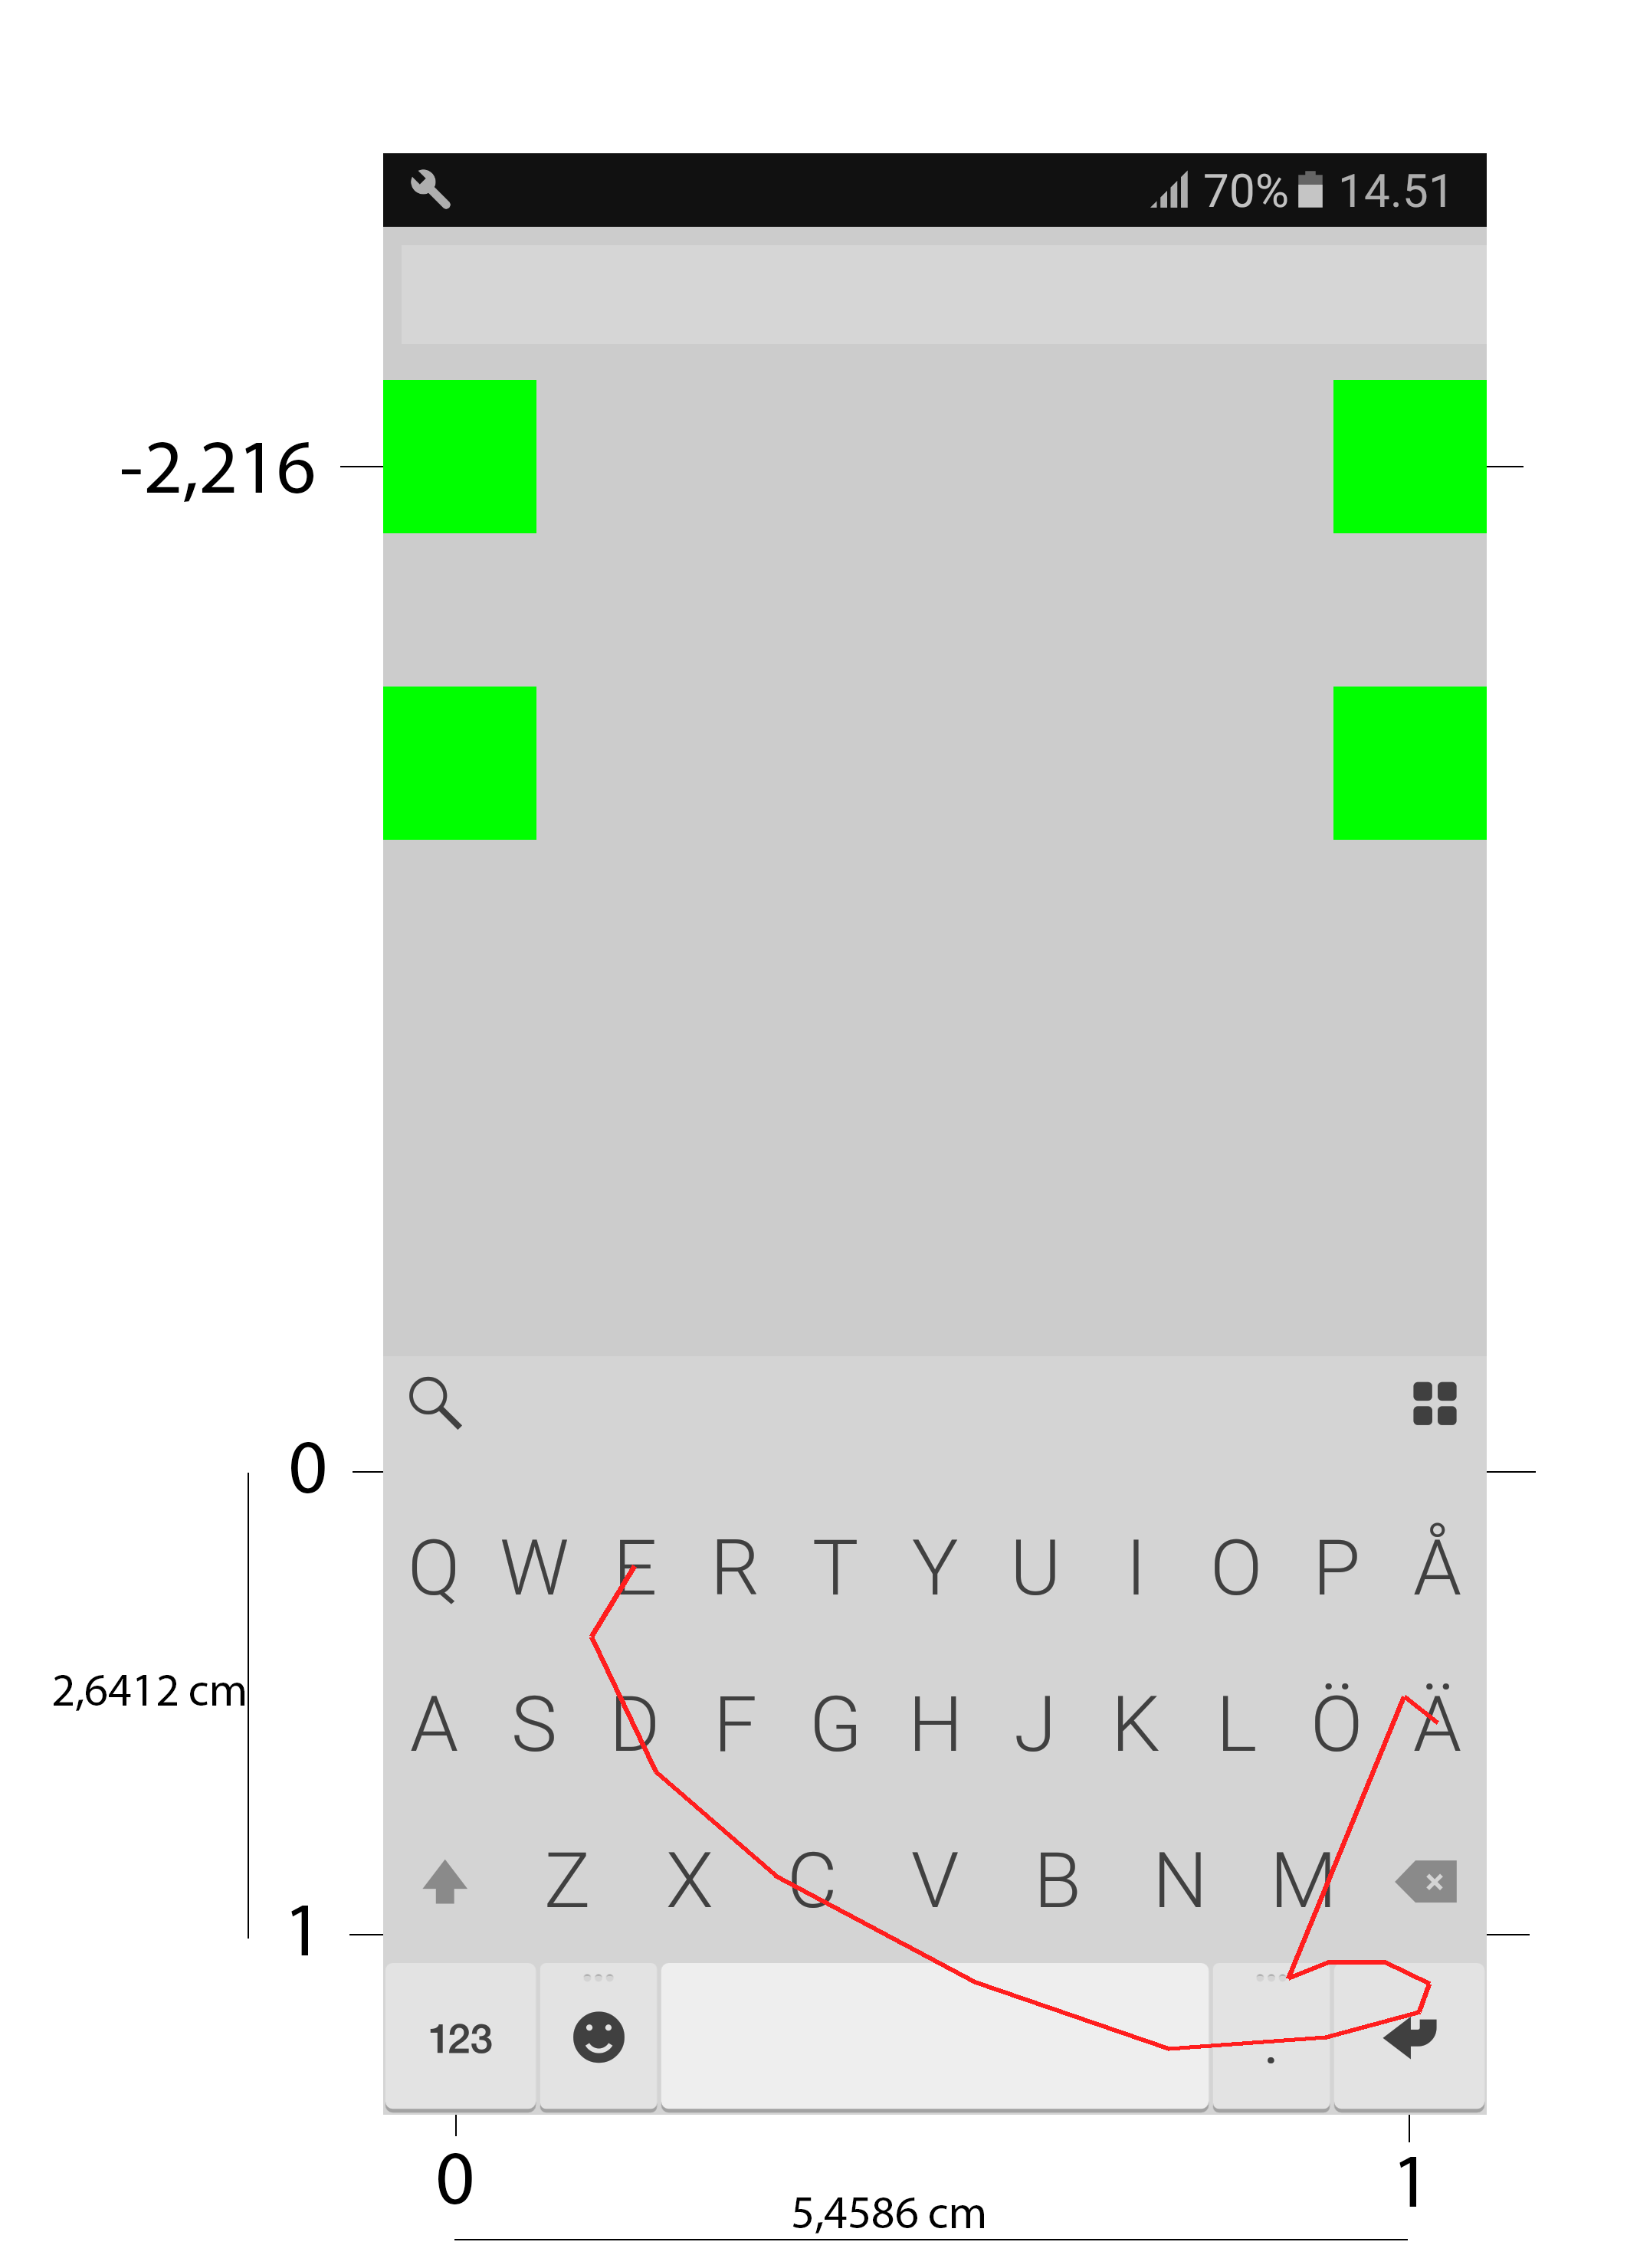 70% 14.51
-2,216
0
Q W E R T Y U I O P Å
2,6412 cm
A S D F G H J K L Ö Ä
Z X C V B N M
1
123 .
0 1
5,4586 cm